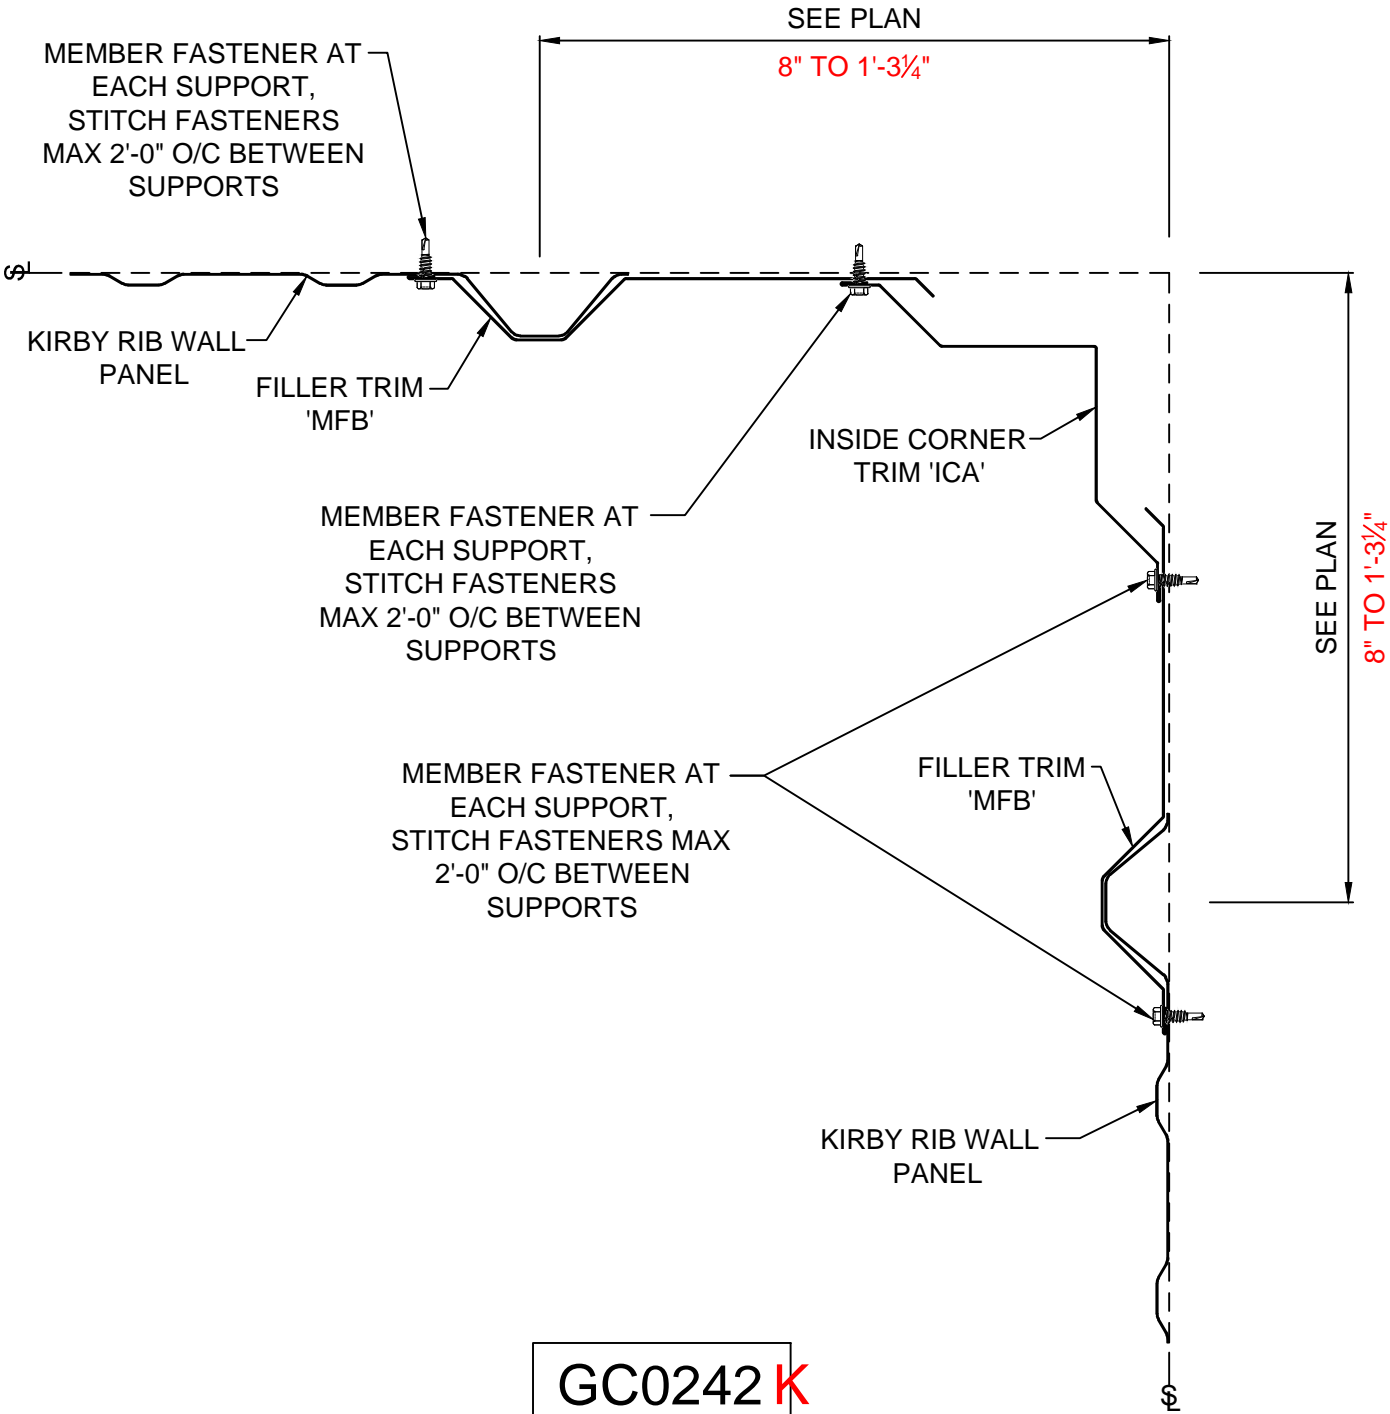 SEE PLAN
8" TO 1'-3¼"
MEMBER FASTENER AT
EACH SUPPORT,
STITCH FASTENERS
MAX 2'-0" O/C BETWEEN
SUPPORTS
SL
KIRBY RIB WALL
PANEL
FILLER TRIM
'MFB'
INSIDE CORNER
TRIM 'ICA'
MEMBER FASTENER AT
EACH SUPPORT,
STITCH FASTENERS
MAX 2'-0" O/C BETWEEN
SUPPORTS
SEE PLAN
8" TO 1'-3¼"
MEMBER FASTENER AT
EACH SUPPORT,
STITCH FASTENERS MAX
2'-0" O/C BETWEEN
SUPPORTS
FILLER TRIM
'MFB'
KIRBY RIB WALL
PANEL
GC0242 K
SL